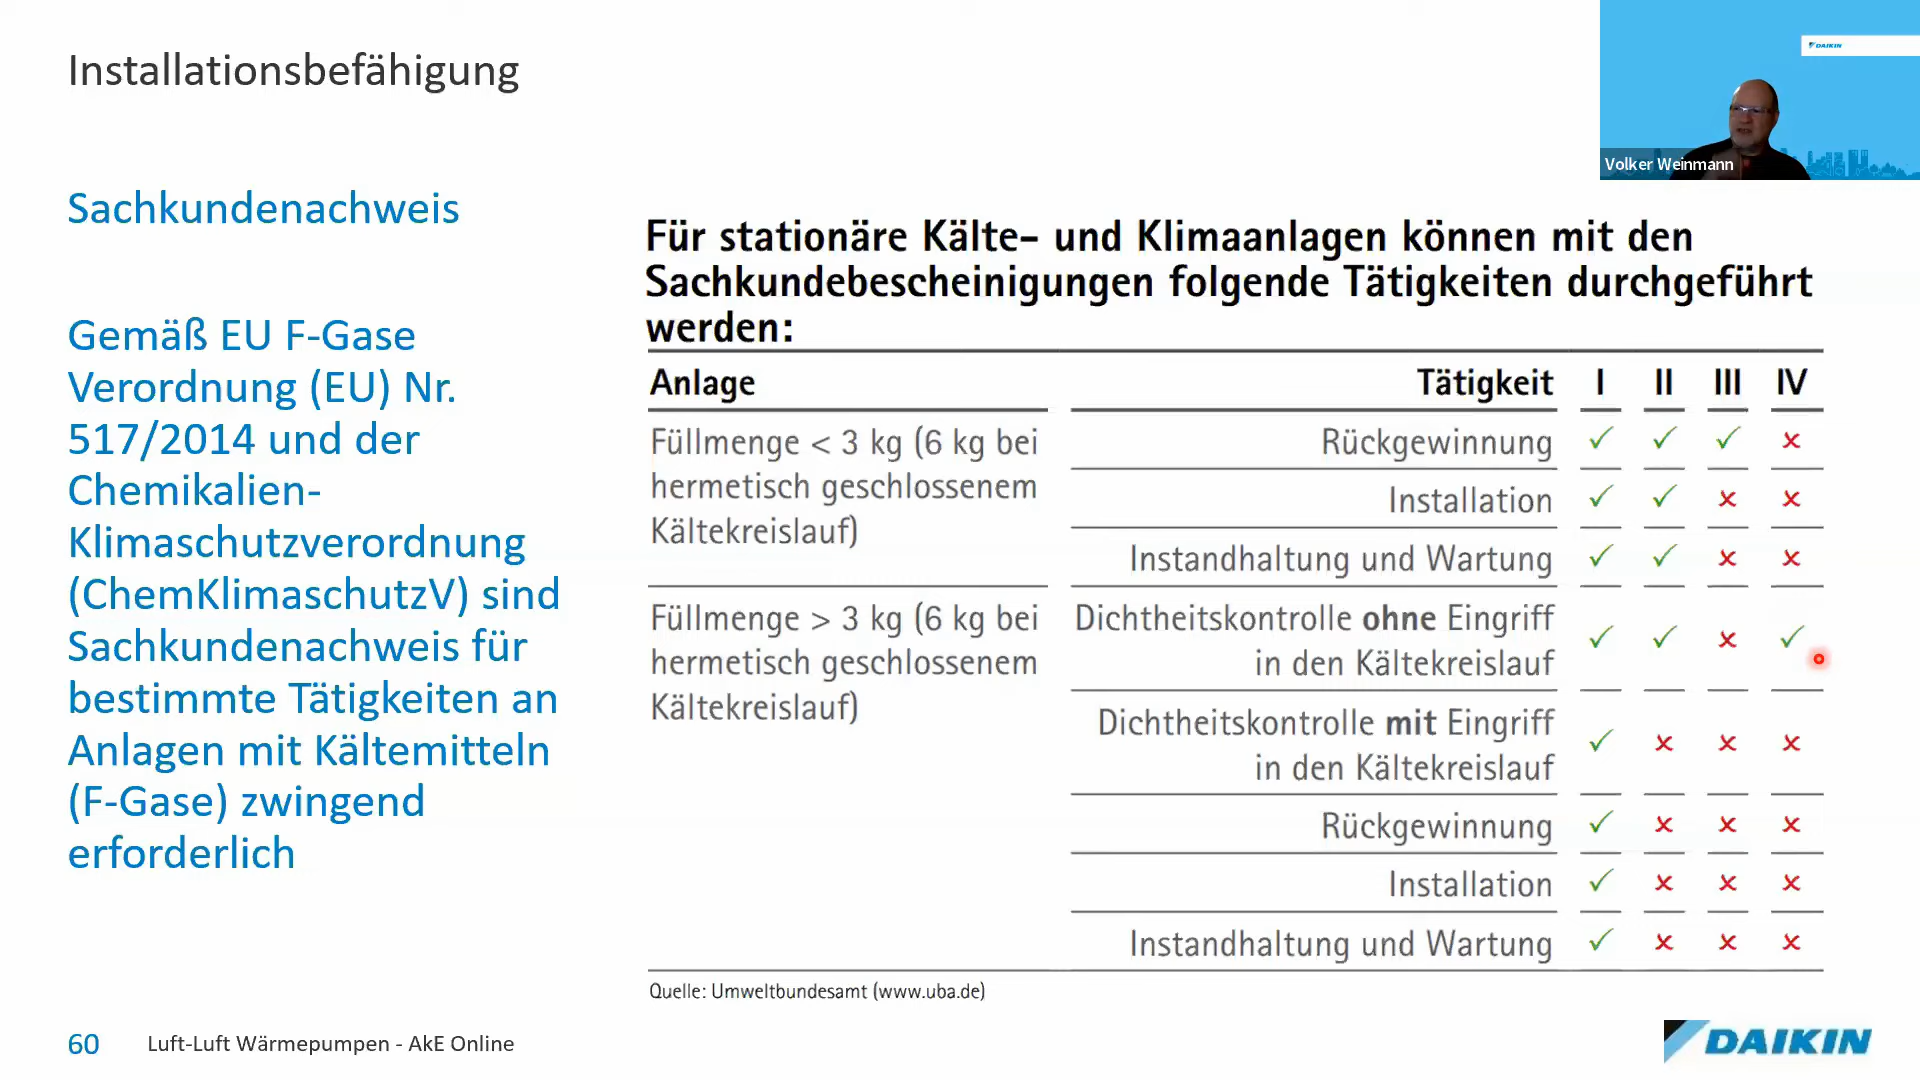 Installationsbefähigung
DAIKIN
Volker Weinmann
Sachkundenachweis
Gemäß EU F-Gase
Verordnung (EU) Nr.
517/2014 und der
Chemikalien-
Klimaschutzverordnung
(ChemKlimaschutzV) sind
Sachkundenachweis für
bestimmte Tätigkeiten an
Anlagen mit Kältemitteln
(F-Gase) zwingend
erforderlich
Für stationäre Kälte- und Klimaanlagen können mit den
Sachkundebescheinigungen folgende Tätigkeiten durchgeführt
werden:
Anlage Tätigkeit I II III IV
Füllmenge < 3 kg (6 kg bei
hermetisch geschlossenem
Kältekreislauf)
Rückgewinnung ✓ ✓ ✓ ×
Installation ✓ ✓ × ×
Instandhaltung und Wartung ✓ ✓ × ×
Füllmenge > 3 kg (6 kg bei
hermetisch geschlossenem
Kältekreislauf)
Dichtheitskontrolle ohne Eingriff
in den Kältekreislauf ✓ ✓ × ✓
Dichtheitskontrolle mit Eingriff
in den Kältekreislauf ✓ × × ×
Rückgewinnung ✓ × × ×
Installation ✓ × × ×
Instandhaltung und Wartung ✓ × × ×
Quelle: Umweltbundesamt (www.uba.de)
60 Luft-Luft Wärmepumpen - AkE Online
DAIKIN